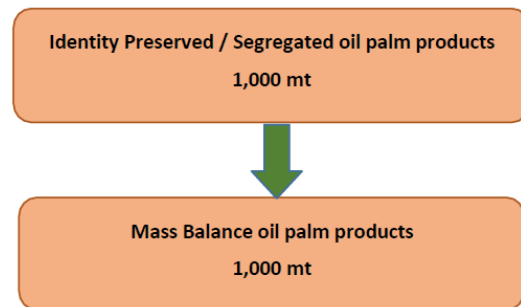 Identity Preserved / Segregated oil palm products
1,000 mt
Mass Balance oil palm products
1,000 mt